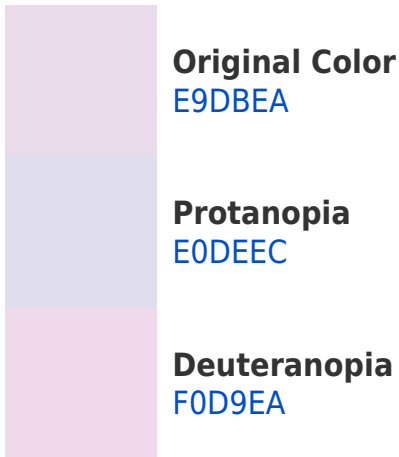 Original Color
E9DBEA
Protanopia
E0DEEC
Deuteranopia
F0D9EA